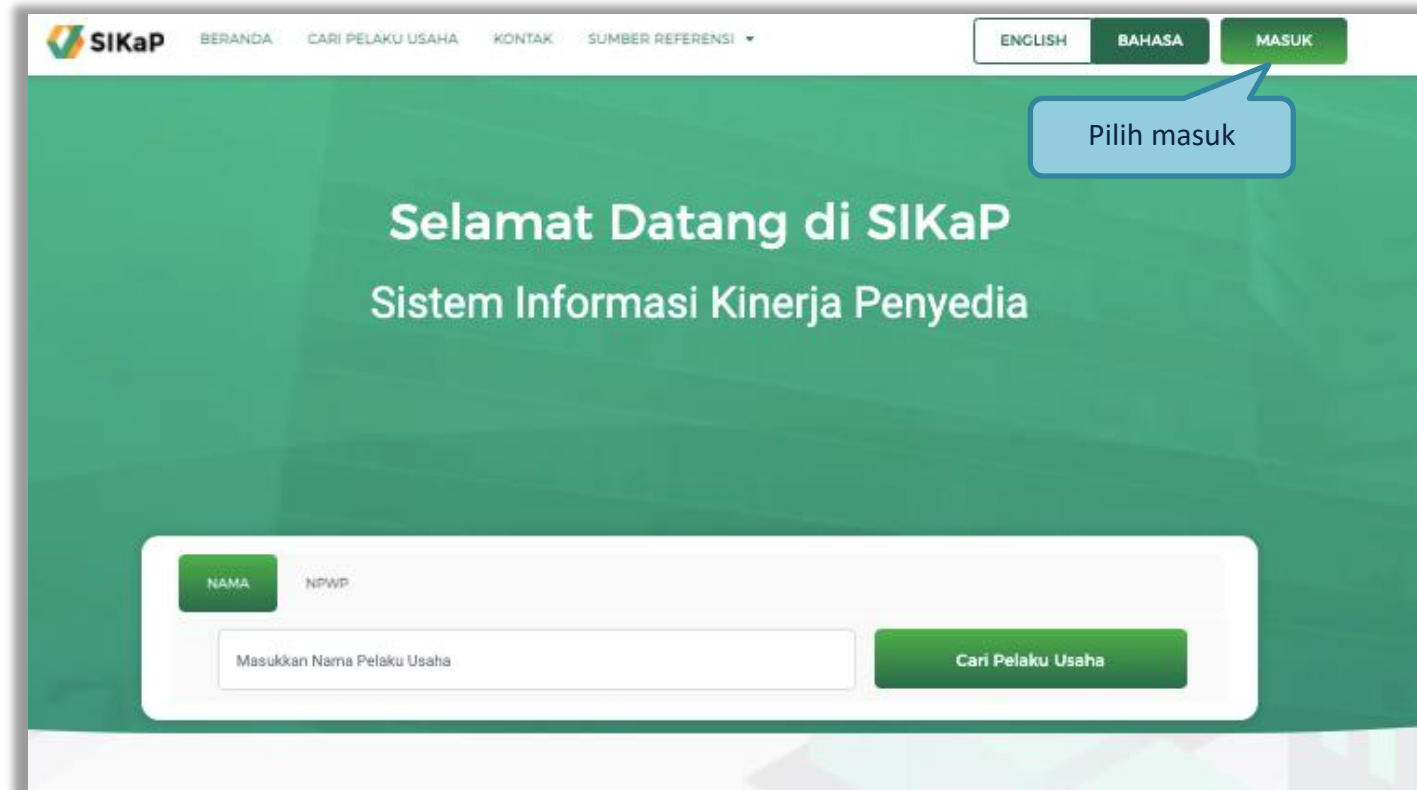 SIKaP BERANDA CARI PELAKU USAHA KONTAK SUMBER REFERENSI ENGLISH BAHASA MASUK
Pilih masuk
Selamat Datang di SIKaP
Sistem Informasi Kinerja Penyedia
NAMA NPWP
Masukkan Nama Pelaku Usaha Cari Pelaku Usaha